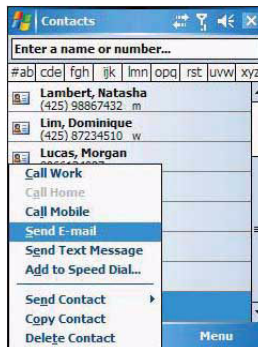 Contacts
Enter a name or number...
#ab cde fgh ijk lmn opq rst uvw xyz
Lambert, Natasha
(425) 98867432 m
Lim, Dominique
(425) 87234510 w
Lucas, Morgan
Call Work
Call Home
Call Mobile
Send E-mail
Send Text Message
Add to Speed Dial...
Send Contact
Copy Contact
Delete Contact
Menu